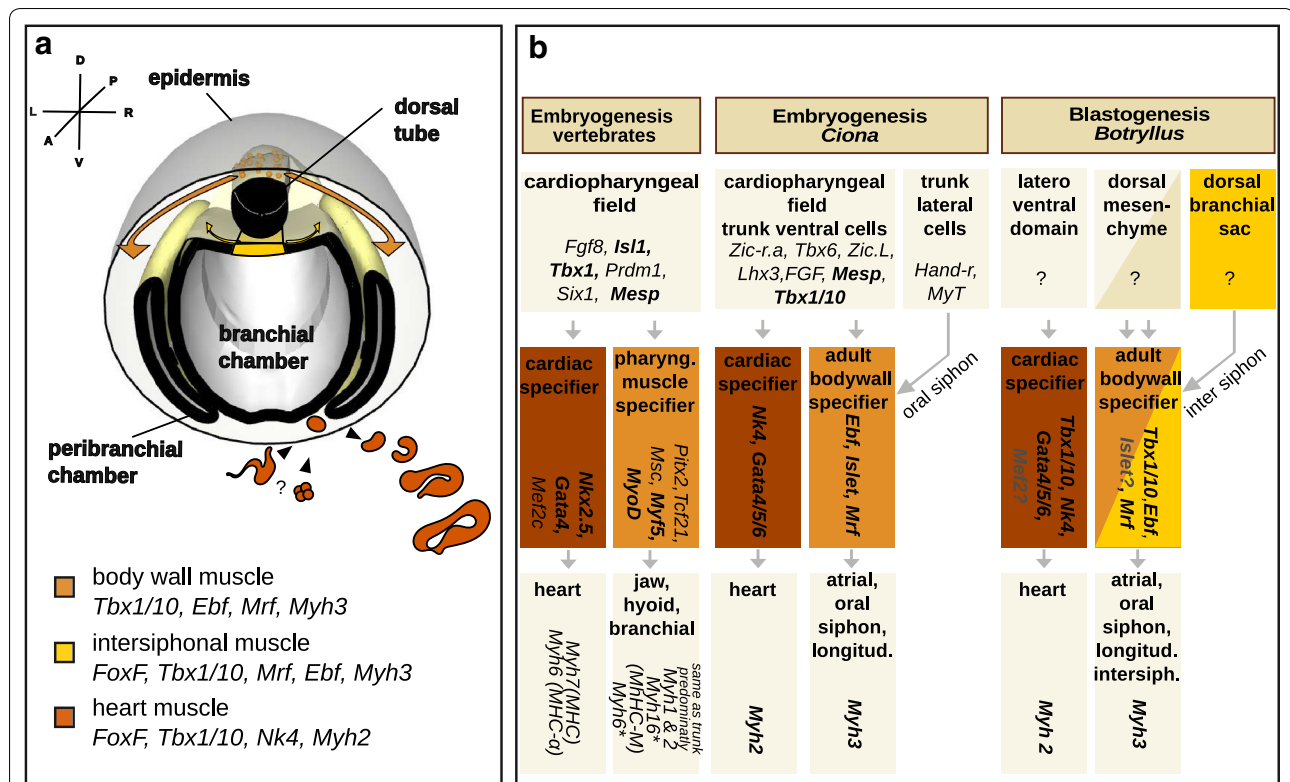 a
D
P
L
R
A
V
epidermis
dorsal
tube
branchial
chamber
peribranchial
chamber
?
body wall muscle
Tbx1/10, Ebf, Mrf, Myh3
intersiphonal muscle
FoxF, Tbx1/10, Mrf, Ebf, Myh3
heart muscle
FoxF, Tbx1/10, Nk4, Myh2
b
Embryogenesis
vertebrates
Embryogenesis
Ciona
Blastogenesis
Botryllus
cardiopharyngeal
field
Fgf8, Isl1,
Tbx1, Prdm1,
Six1, Mesp
cardiopharyngeal
field
trunk ventral cells
Zic-r.a, Tbx6, Zic.L,
Lhx3,FGF, Mesp,
Tbx1/10
trunk
lateral
cells
Hand-r,
MyT
latero
ventral
domain
?
dorsal
mesen-
chyme
?
dorsal
branchial
sac
?
cardiac
specifier
Nkx2.5,
Gata4,
Mef2c
pharyng.
muscle
specifier
Pitx2,Tcf21,
Msc, Myf5,
MyoD
cardiac
specifier
Nk4, Gata4/5/6
adult
bodywall
specifier
Ebf, Islet, Mrf
oral siphon
cardiac
specifier
Tbx1/10, Nk4,
Gata4/5/6,
Mef2?
adult
bodywall
specifier
Tbx1/10,Ebf,
Islet?, Mrf
inter siphon
heart
Myh7(MHC)
Myh6 (MHC-α)
jaw,
hyoid,
branchial
same as trunk
predominatly
Myh1 & 2
Myh16*
(MhHC-M)
Myh6*
heart
Myh2
atrial,
oral
siphon,
longitud.
Myh3
heart
Myh 2
atrial,
oral
siphon,
longitud.
intersiph.
Myh3